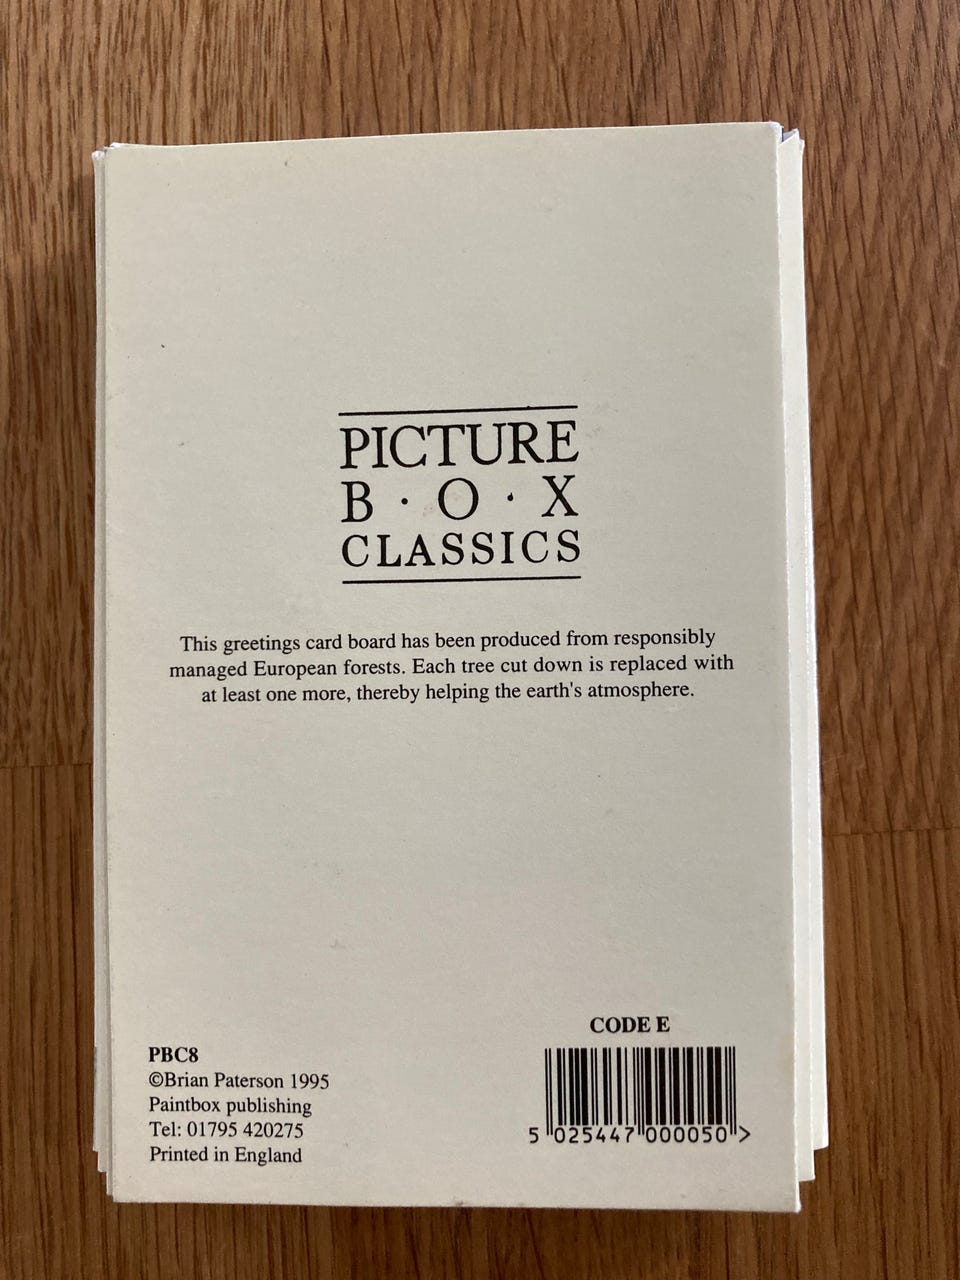 PICTURE
B · O · X
CLASSICS
This greetings card board has been produced from responsibly
managed European forests. Each tree cut down is replaced with
at least one more, thereby helping the earth's atmosphere.
PBC8
©Brian Paterson 1995
Paintbox publishing
Tel: 01795 420275
Printed in England
CODE E
5 025447 000050 >